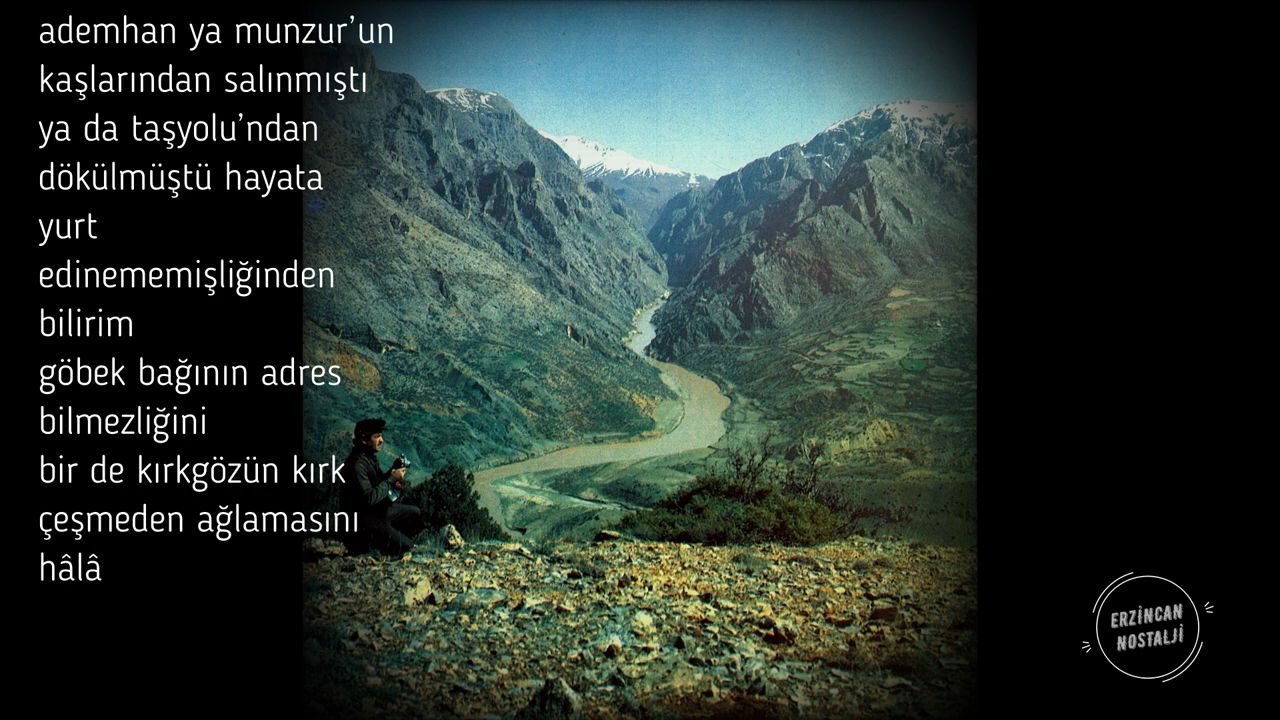 ademhan ya munzur’un
kaşlarından salınmıştı
ya da taşyolu’ndan
dökülmüştü hayata
yurt
edinememişliğinden
bilirim
göbek bağının adres
bilmezliğini
bir de kırkgözün kırk
çeşmeden ağlamasını
hâlâ
ERZİNCAN
NOSTALJİ